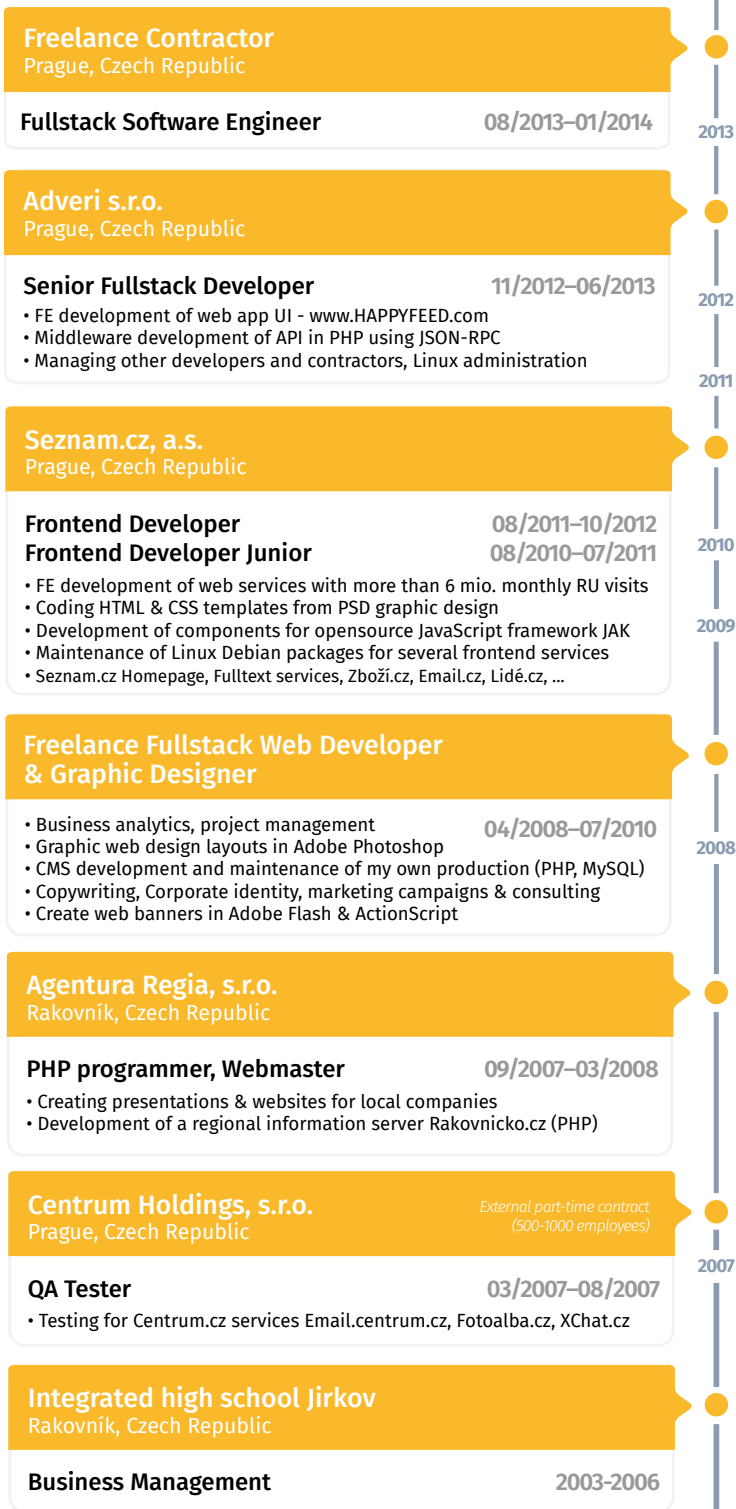 Freelance Contractor
Prague, Czech Republic
Fullstack Software Engineer 08/2013–01/2014
2013
Adveri s.r.o.
Prague, Czech Republic
Senior Fullstack Developer 11/2012–06/2013
• FE development of web app UI - www.HAPPYFEED.com
2012
• Middleware development of API in PHP using JSON-RPC
• Managing other developers and contractors, Linux administration
2011
Seznam.cz, a.s.
Prague, Czech Republic
Frontend Developer 08/2011–10/2012
Frontend Developer Junior 08/2010–07/2011
2010
• FE development of web services with more than 6 mio. monthly RU visits
• Coding HTML & CSS templates from PSD graphic design
• Development of components for opensource JavaScript framework JAK
2009
• Maintenance of Linux Debian packages for several frontend services
• Seznam.cz Homepage, Fulltext services, Zboží.cz, Email.cz, Lidé.cz, ...
Freelance Fullstack Web Developer
& Graphic Designer
• Business analytics, project management 04/2008–07/2010
• Graphic web design layouts in Adobe Photoshop
2008
• CMS development and maintenance of my own production (PHP, MySQL)
• Copywriting, Corporate identity, marketing campaigns & consulting
• Create web banners in Adobe Flash & ActionScript
Agentura Regia, s.r.o.
Rakovník, Czech Republic
PHP programmer, Webmaster 09/2007–03/2008
• Creating presentations & websites for local companies
• Development of a regional information server Rakovnicko.cz (PHP)
Centrum Holdings, s.r.o.
Prague, Czech Republic
External part-time contract
(500-1000 employees)
2007
QA Tester 03/2007–08/2007
• Testing for Centrum.cz services Email.centrum.cz, Fotoalba.cz, XChat.cz
Integrated high school Jirkov
Rakovník, Czech Republic
Business Management 2003-2006